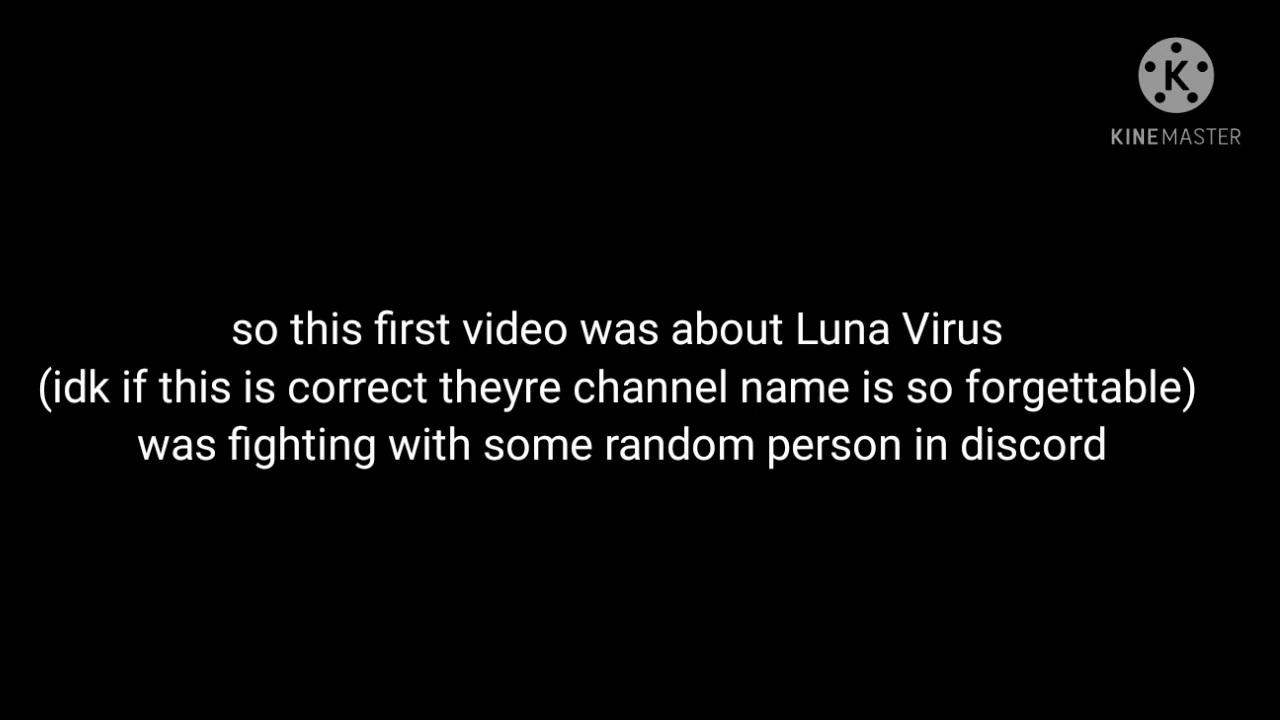 K
KINEMASTER
so this first video was about Luna Virus
(idk if this is correct theyre channel name is so forgettable)
was fighting with some random person in discord